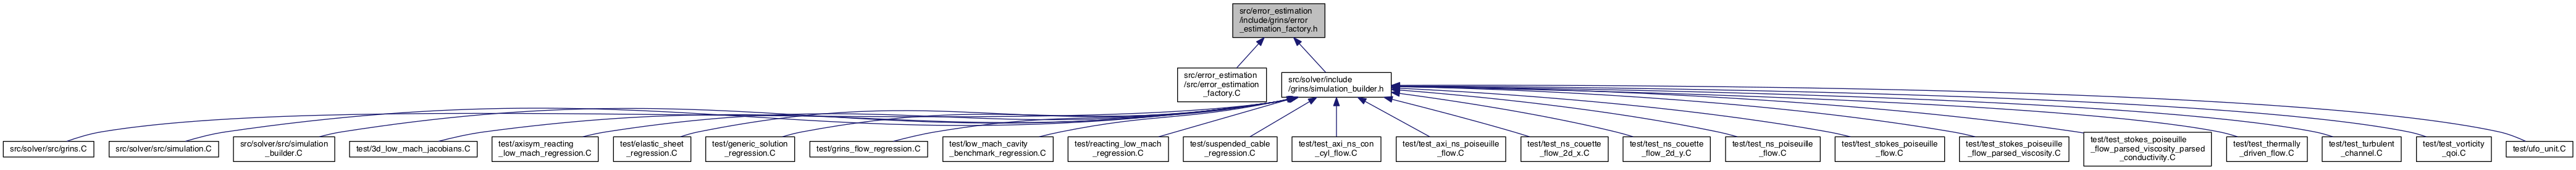 src/error_estimation
/include/grins/error
_estimation_factory.h
src/error_estimation
/src/error_estimation
_factory.C
src/solver/include
/grins/simulation_builder.h
src/solver/src/grins.C
src/solver/src/simulation.C
src/solver/src/simulation
_builder.C
test/3d_low_mach_jacobians.C
test/axisym_reacting
_low_mach_regression.C
test/elastic_sheet
_regression.C
test/generic_solution
_regression.C
test/grins_flow_regression.C
test/low_mach_cavity
_benchmark_regression.C
test/reacting_low_mach
_regression.C
test/suspended_cable
_regression.C
test/test_axi_ns_con
_cyl_flow.C
test/test_axi_ns_poiseuille
_flow.C
test/test_ns_couette
_flow_2d_x.C
test/test_ns_couette
_flow_2d_y.C
test/test_ns_poiseuille
_flow.C
test/test_stokes_poiseuille
_flow.C
test/test_stokes_poiseuille
_flow_parsed_viscosity.C
test/test_stokes_poiseuille
_flow_parsed_viscosity_parsed
_conductivity.C
test/test_thermally
_driven_flow.C
test/test_turbulent
_channel.C
test/test_vorticity
_qoi.C
test/ufo_unit.C